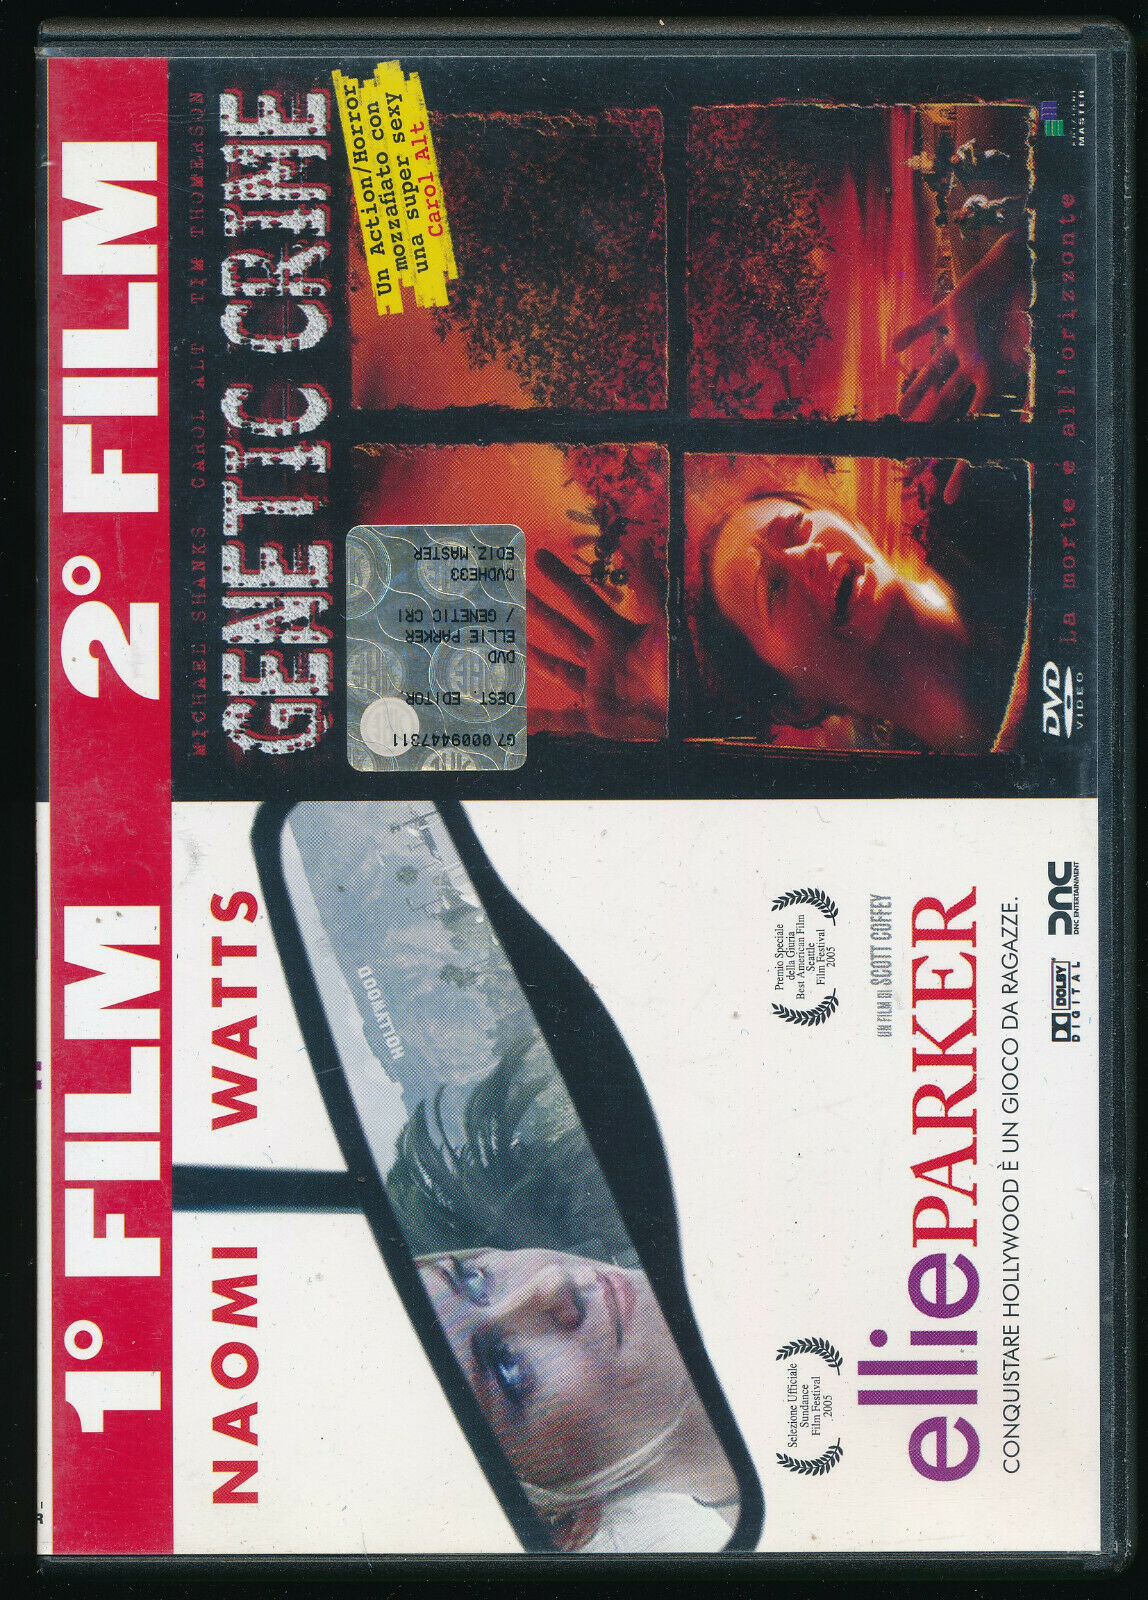 1° FILM
2° FILM
NAOMI WATTS
HOLLYWOOD
Selezione Ufficiale
Sundance
Film Festival
2005
Premio Speciale
della Giuria
Best American Film
Seattle
Film Festival
2005
UN FILM DI SCOTT COFFEY
elliePARKER
CONQUISTARE HOLLYWOOD È UN GIOCO DA RAGAZZE.
DOLBY
DIGITAL
DNC
DNC ENTERTAINMENT
MICHAEL SHANKS CAROL ALT TIM THOMERSON
GENETIC CRIME
Un Action/Horror
mozzafiato con
una super sexy
Carol Alt
G7 0009447311
DEST. EDITOR.
DVD
ELLIE PARKER
/ GENETIC CRI
DVDHE33
EDIZ.MASTER
La morte é all'orizzonte
DVD
VIDEO
MASTER